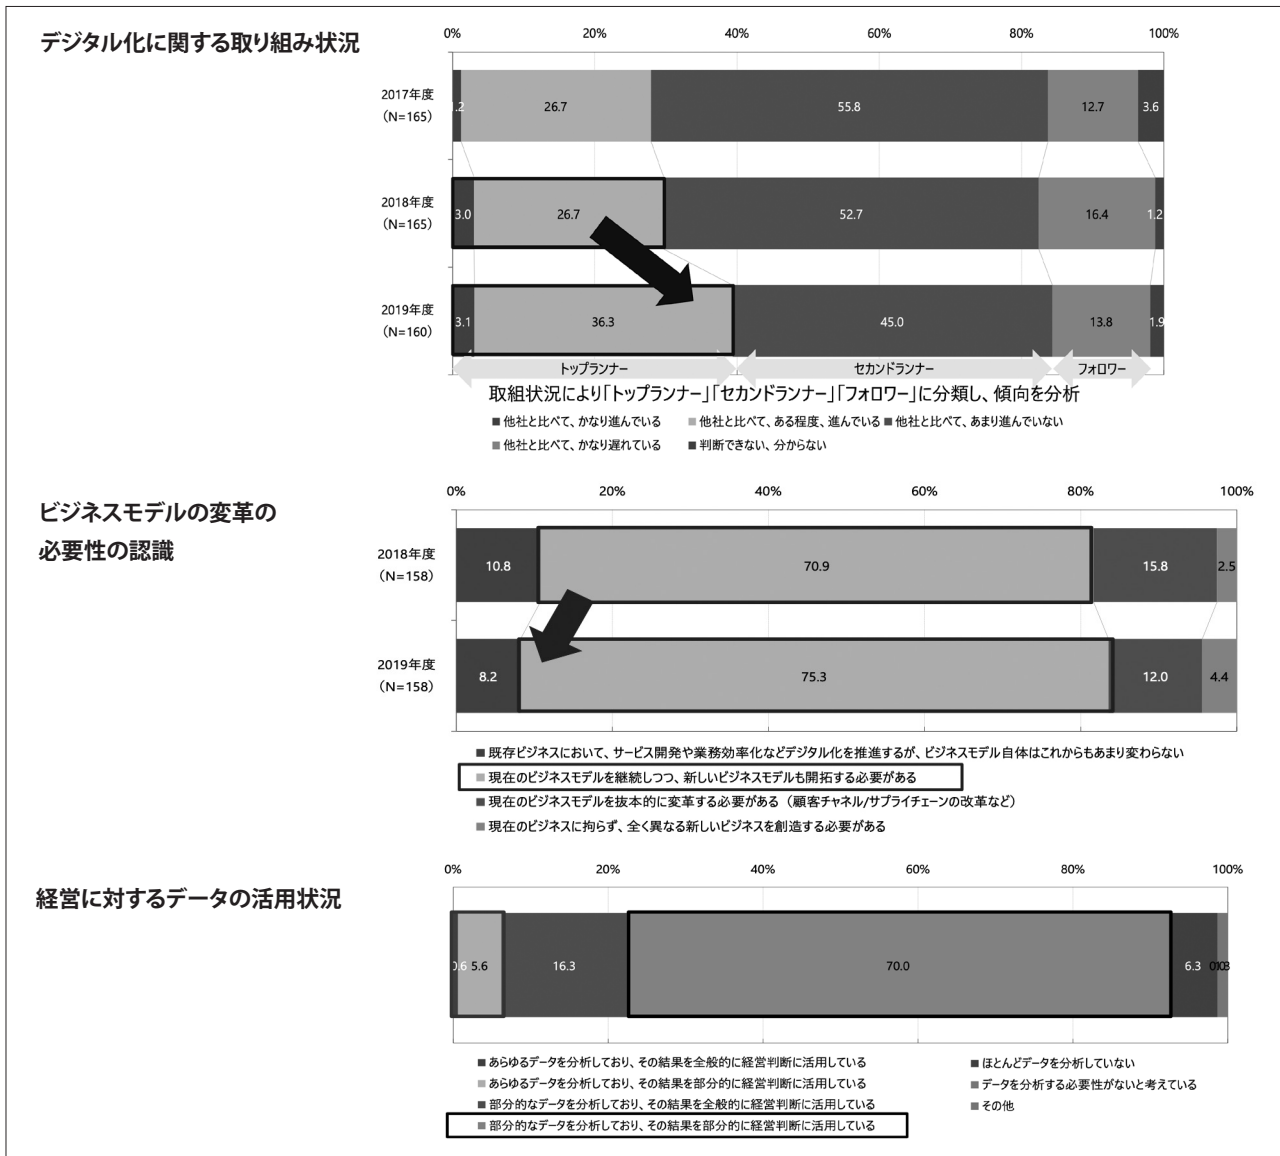 デジタル化に関する取り組み状況
0% 20% 40% 60% 80% 100%
2017年度
（N=165）
1.2 26.7 55.8 12.7 3.6
2018年度
（N=165）
3.0 26.7 52.7 16.4 1.2
2019年度
（N=160）
3.1 36.3 45.0 13.8 1.9
トップランナー セカンドランナー フォロワー
取組状況により「トップランナー」「セカンドランナー」「フォロワー」に分類し、傾向を分析
■ 他社と比べて、かなり進んでいる ■ 他社と比べて、ある程度、進んでいる ■ 他社と比べて、あまり進んでいない
■ 他社と比べて、かなり遅れている ■ 判断できない、分からない
ビジネスモデルの変革の
必要性の認識
0% 20% 40% 60% 80% 100%
2018年度
（N=158）
10.8 70.9 15.8 2.5
2019年度
（N=158）
8.2 75.3 12.0 4.4
■ 既存ビジネスにおいて、サービス開発や業務効率化などデジタル化を推進するが、ビジネスモデル自体はこれからもあまり変わらない
■ 現在のビジネスモデルを継続しつつ、新しいビジネスモデルも開拓する必要がある
■ 現在のビジネスモデルを抜本的に変革する必要がある（顧客チャネル/サプライチェーンの改革など）
■ 現在のビジネスに拘らず、全く異なる新しいビジネスを創造する必要がある
経営に対するデータの活用状況
0% 20% 40% 60% 80% 100%
0.6 5.6 16.3 70.0 6.3
■ あらゆるデータを分析しており、その結果を全般的に経営判断に活用している
■ あらゆるデータを分析しており、その結果を部分的に経営判断に活用している
■ 部分的なデータを分析しており、その結果を全般的に経営判断に活用している
■ 部分的なデータを分析しており、その結果を部分的に経営判断に活用している
■ ほとんどデータを分析していない
■ データを分析する必要性がないと考えている
■ その他